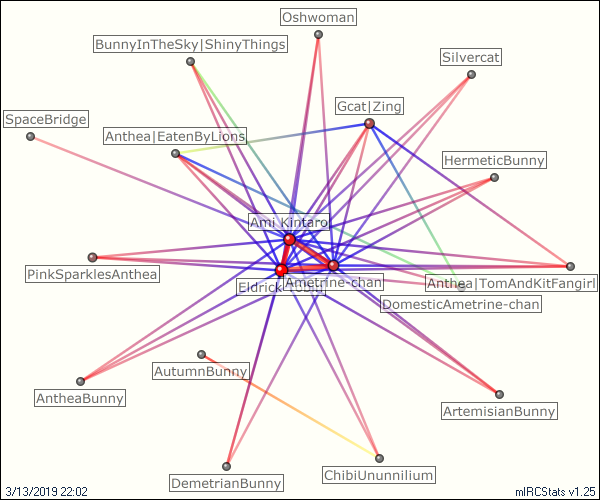 Oshwoman
BunnyInTheSky|ShinyThings
Silvercat
Gcat|Zing
SpaceBridge
Anthea|EatenByLions
HermeticBunny
Ami_Kintaro
PinkSparklesAnthea
Ametrine-chan
Anthea|TomAndKitFangirl
DomesticAmetrine-chan
AutumnBunny
AntheaBunny
ArtemisianBunny
DemetrianBunny
ChibiUnunnilium
3/13/2019 22:02
mIRCStats v1.25